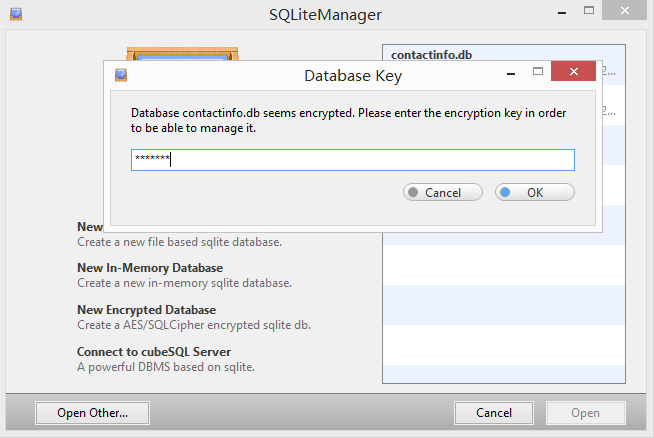 SQLiteManager
contactinfo.db
2...
2...
Database Key
Database contactinfo.db seems encrypted. Please enter the encryption key in order
to be able to manage it.
*******
Cancel
OK
New
Create a new file based sqlite database.
New In-Memory Database
Create a new in-memory sqlite database.
New Encrypted Database
Create a AES/SQLCipher encrypted sqlite db.
Connect to cubeSQL Server
A powerful DBMS based on sqlite.
Open Other...
Cancel
Open